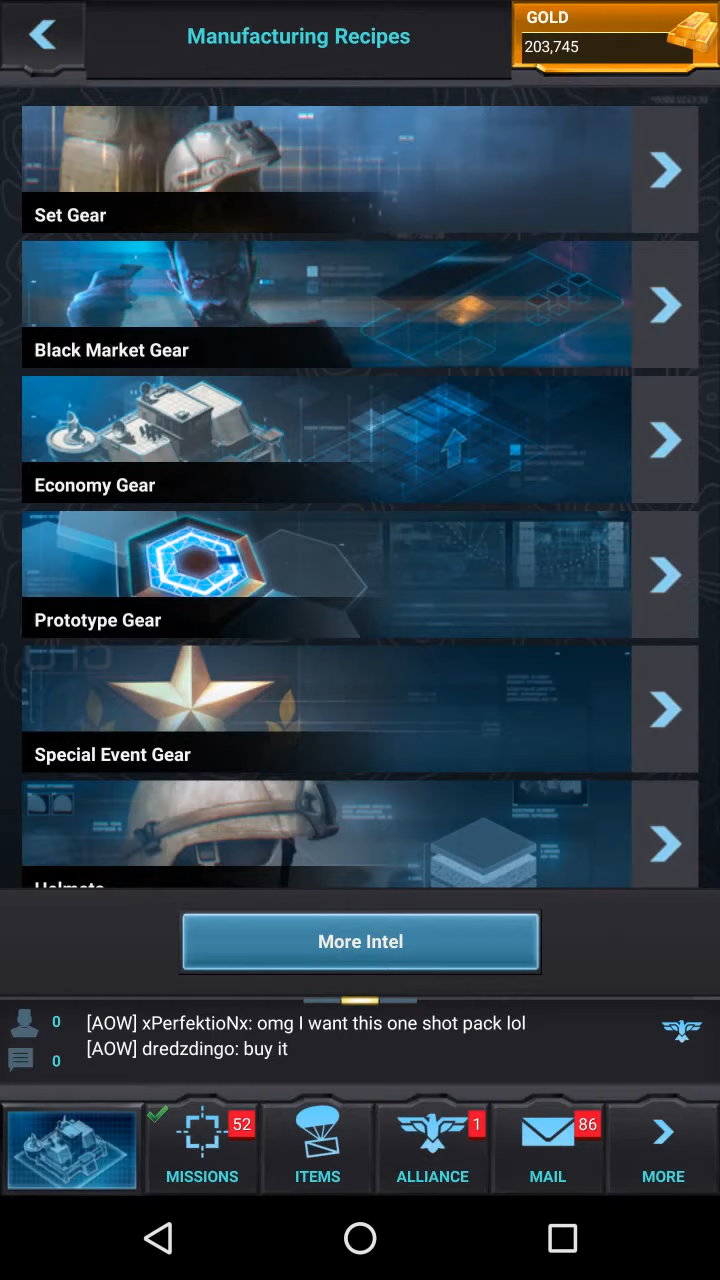 Manufacturing Recipes
GOLD
203,745
Set Gear
Black Market Gear
Economy Gear
Prototype Gear
Special Event Gear
Helmets
More Intel
0
[AOW] xPerfektioNx: omg I want this one shot pack lol
0
[AOW] dredzdingo: buy it
52
1
86
MISSIONS
ITEMS
ALLIANCE
MAIL
MORE